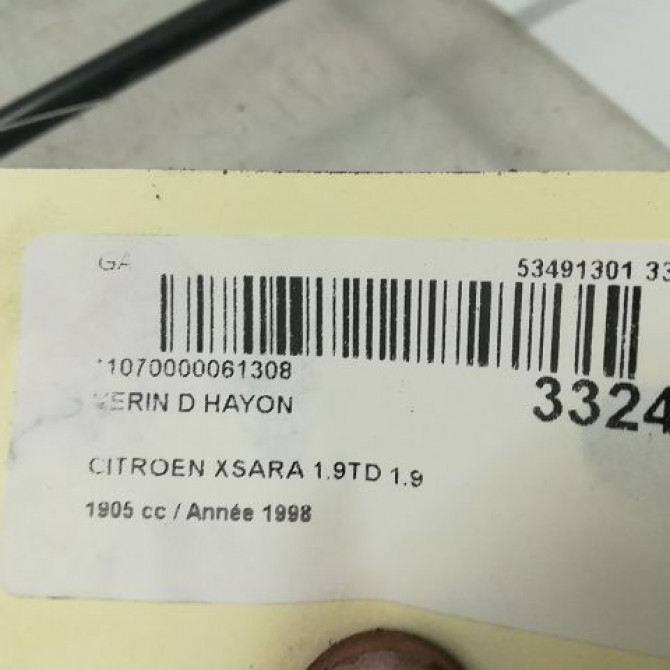 GA 53491301 33
11070000061308
VERIN D HAYON 3324
CITROEN XSARA 1.9TD 1.9
1905 cc / Année 1998